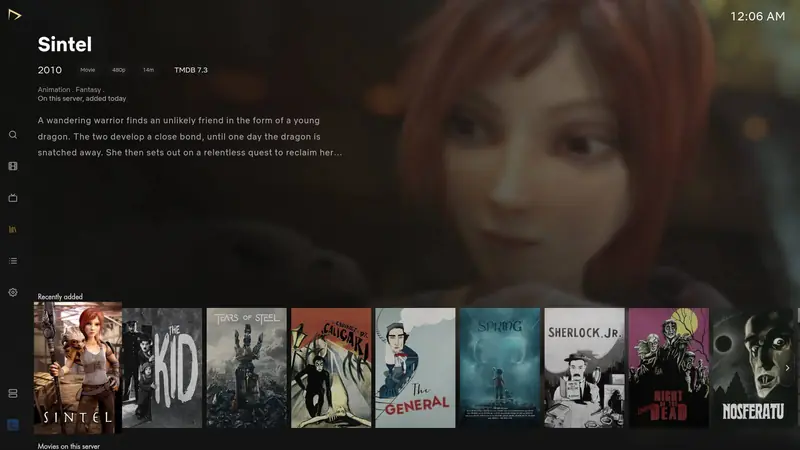 12:06 AM
Sintel
2010 Movie 480p 14m TMDB 7.3
Animation . Fantasy .
On this server, added today
A wandering warrior finds an unlikely friend in the form of a young
dragon. The two develop a close bond, until one day the dragon is
snatched away. She then sets out on a relentless quest to reclaim her...
Recently added
SINTEL
THE
KID
TEARS OF STEEL
CALIGARI
The
GENERAL
SPRING
SHERLOCK, JR.
NIGHT
OF THE
DEAD
NOSFERATU
Movies on this server